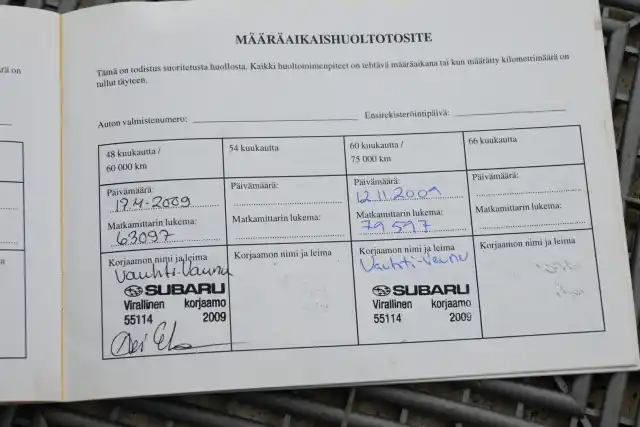 MÄÄRÄAIKAISHUOLTOTOSITE
Tämä on todistus suoritetusta huollosta. Kaikki huoltotoimenpiteet on tehtävä määräaikana tai kun määrätty kilometrimäärä on
tullut täyteen.
Auton valmistenumero:
Ensirekisteröintipäivä:
48 kuukautta /
60 000 km
54 kuukautta
60 kuukautta /
75 000 km
66 kuukautta
Päivämäärä:
19.4-2009
Päivämäärä:
Päivämäärä:
12.11.2009
Päivämäärä:
Matkamittarin lukema:
63097
Matkamittarin lukema:
Matkamittarin lukema:
79597
Matkamittarin lukema:
Korjaamon nimi ja leima
Vauhti-Vaunu
SUBARU
Virallinen korjaamo
55114 2009
Korjaamon nimi ja leima
Korjaamon nimi ja leima
Vauhti-Vaunu
SUBARU
Virallinen korjaamo
55114 2009
Korjaamon nimi ja leima